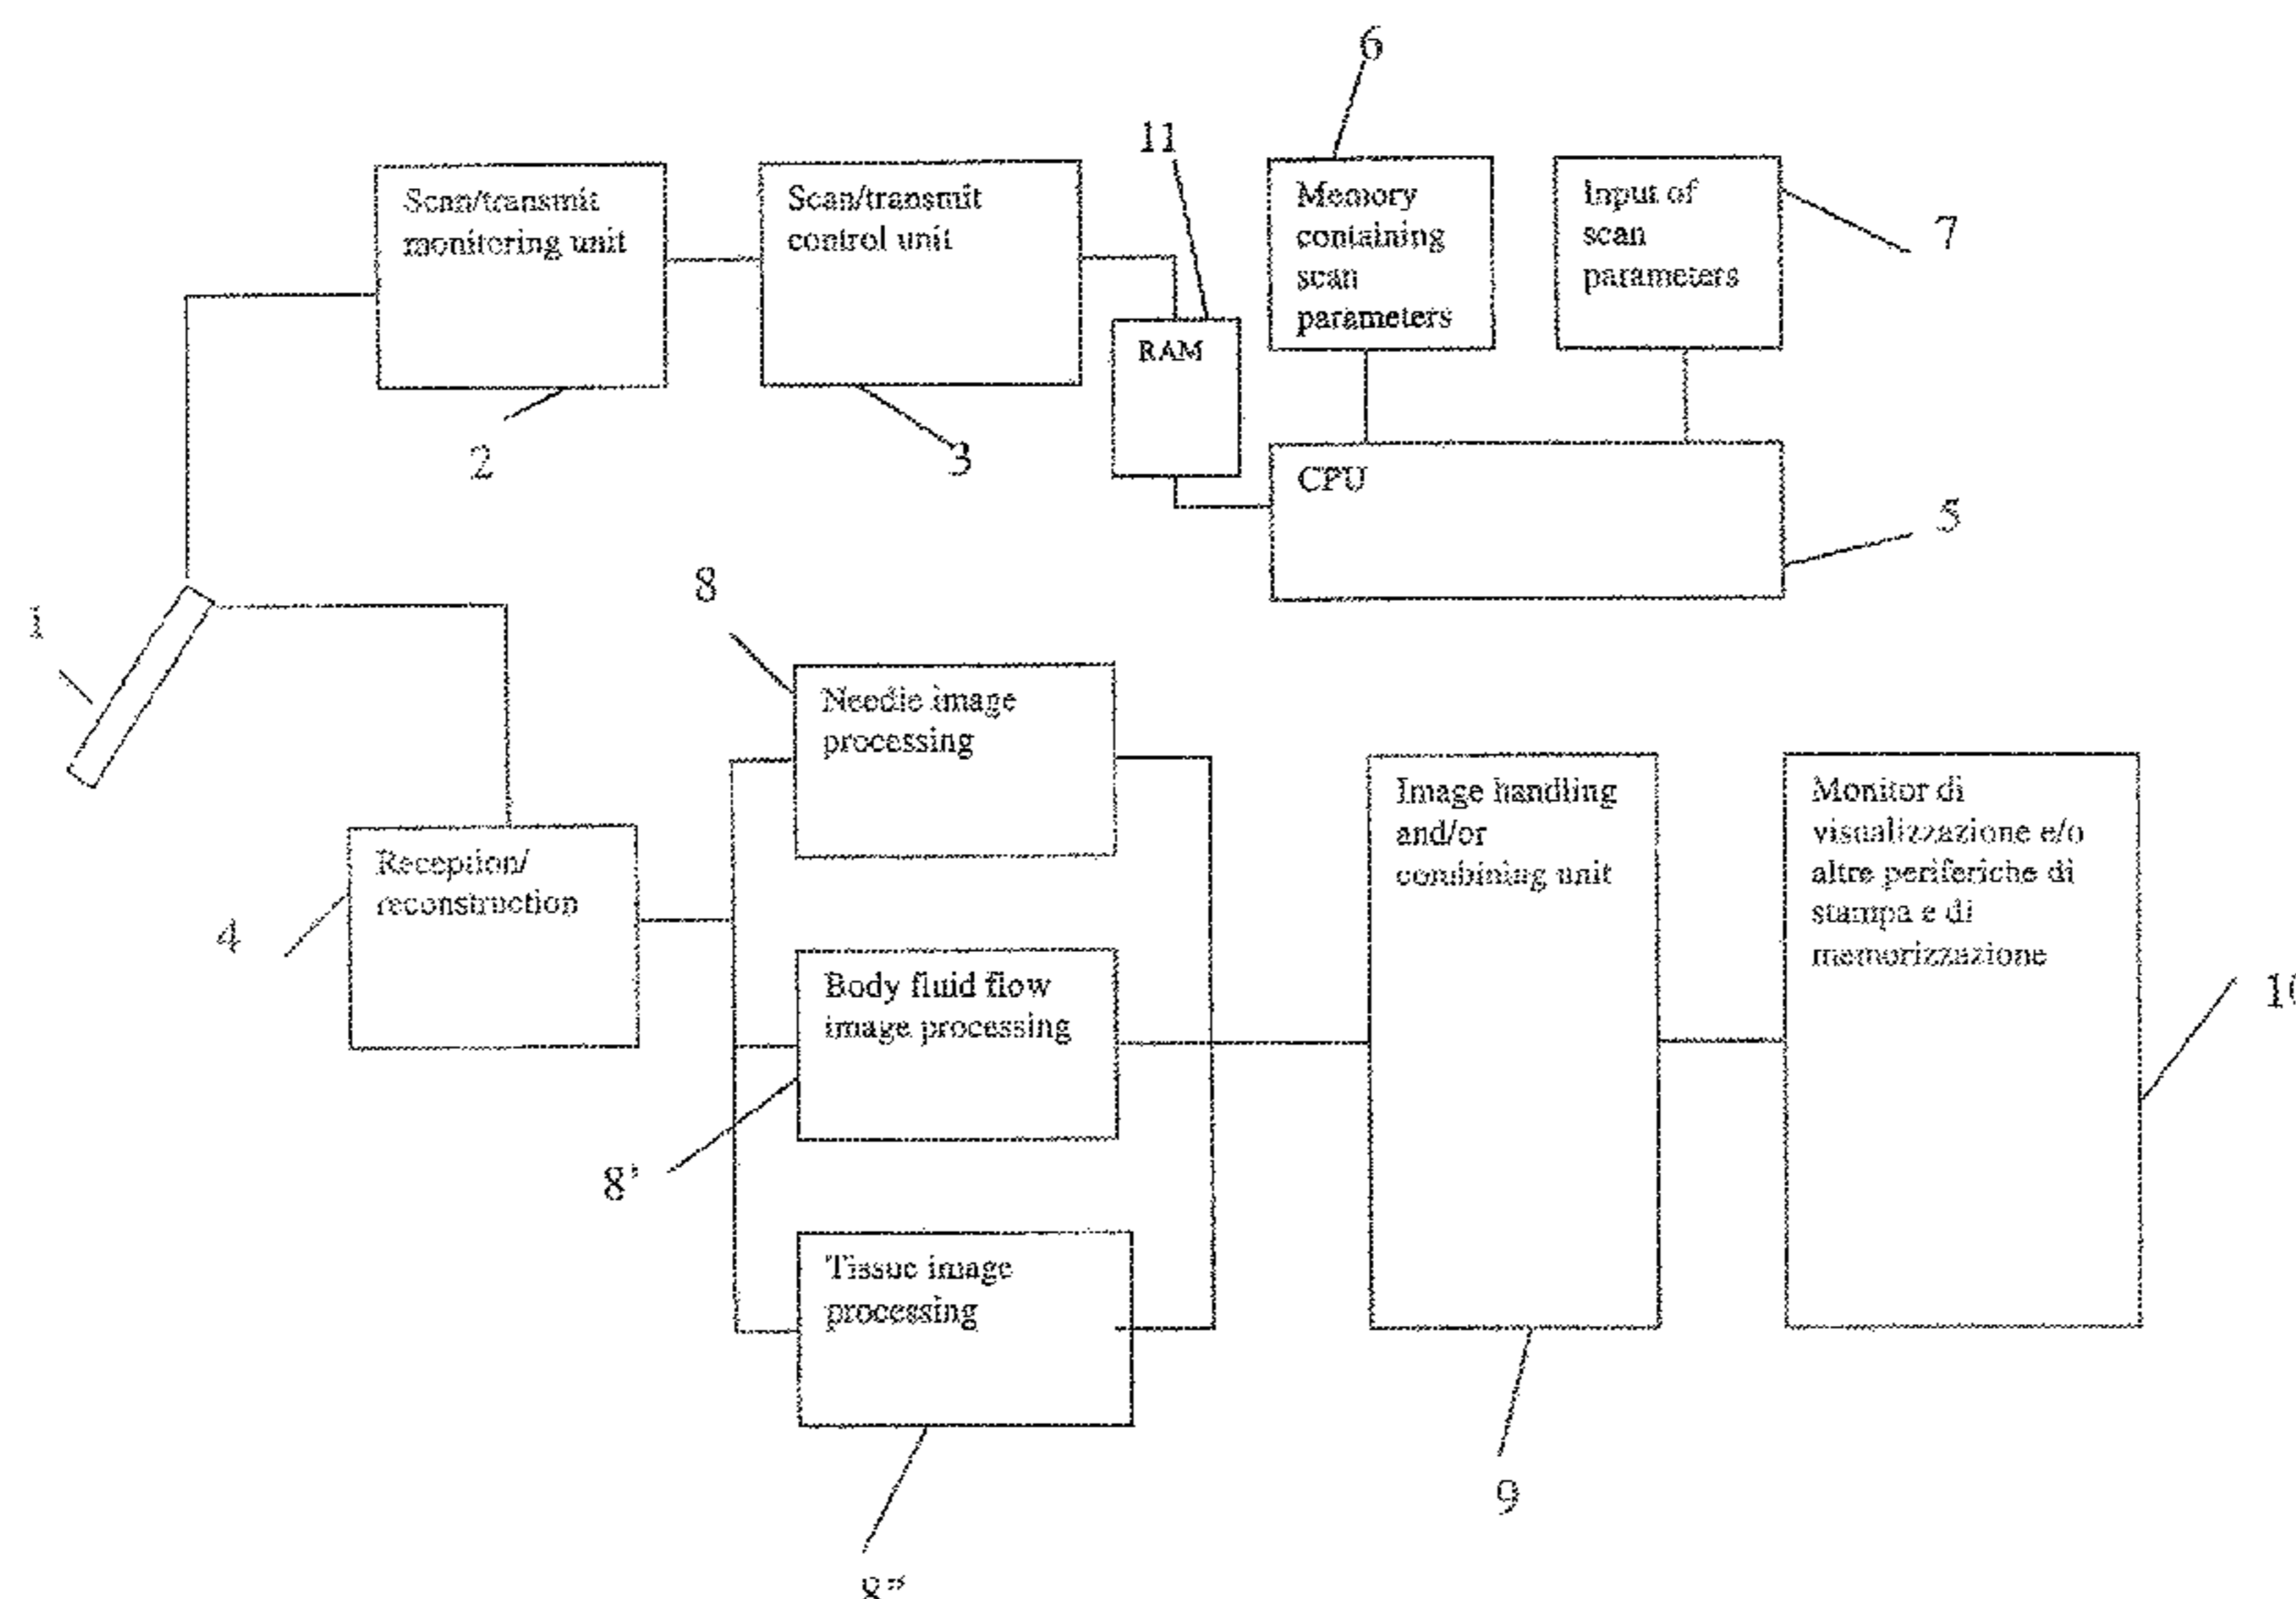 6
11
Scan/transmit
monitoring unit
Scan/transmit
control unit
Memory
containing
scan
parameters
Input of
scan
parameters
7
RAM
2
3
CPU
5
1
8
Needle image
processing
Reception/
reconstruction
4
Image handling
and/or
combining unit
Monitor di
visualizzazione e/o
altre periferiche di
stampa e di
memorizzazione
10
Body fluid flow
image processing
8'
Tissue image
processing
9
8"